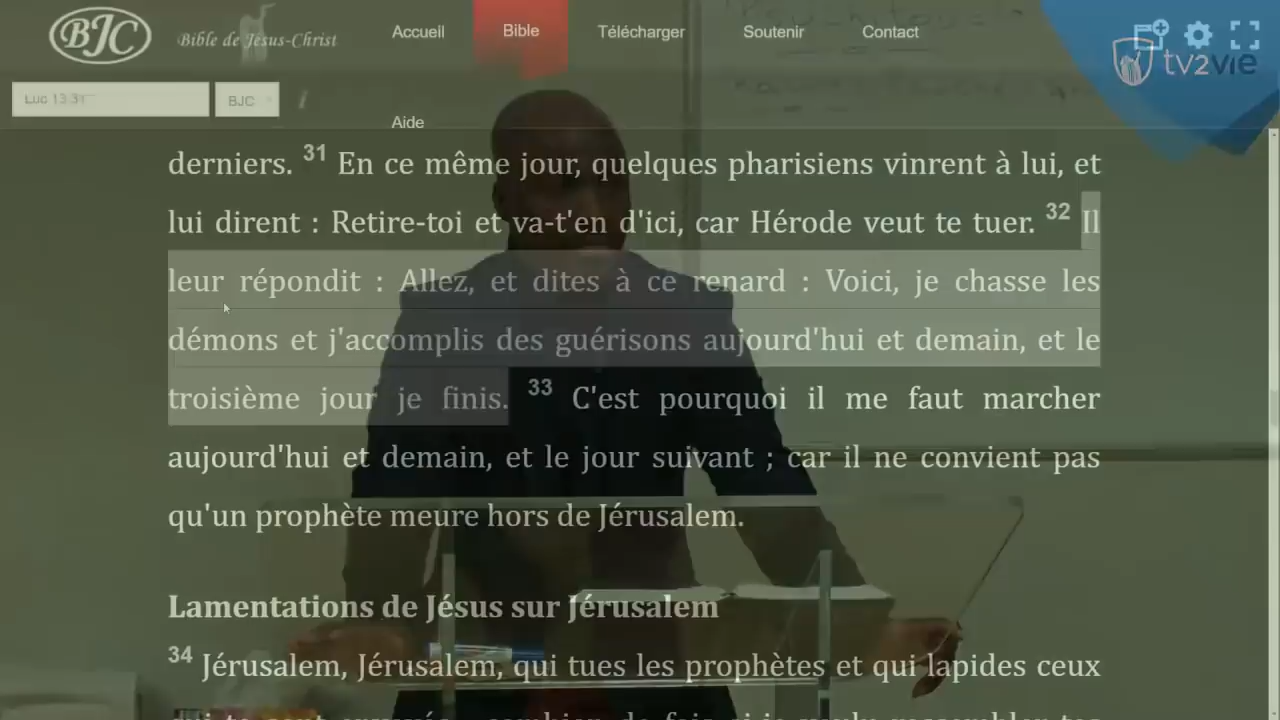 BJC
Bible de Jésus-Christ
Accueil
Bible
Télécharger
Soutenir
Contact
tv2vie
Luc 13:31
BJC
i
Aide
derniers. 31 En ce même jour, quelques pharisiens vinrent à lui, et
lui dirent : Retire-toi et va-t'en d'ici, car Hérode veut te tuer. 32 Il
leur répondit : Allez, et dites à ce renard : Voici, je chasse les
démons et j'accomplis des guérisons aujourd'hui et demain, et le
troisième jour je finis. 33 C'est pourquoi il me faut marcher
aujourd'hui et demain, et le jour suivant ; car il ne convient pas
qu'un prophète meure hors de Jérusalem.
Lamentations de Jésus sur Jérusalem
34 Jérusalem, Jérusalem, qui tues les prophètes et qui lapides ceux